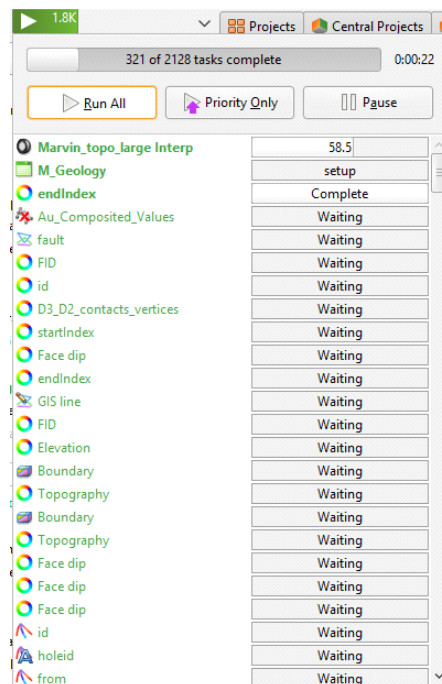 1.8K
Projects
Central Projects
321 of 2128 tasks complete 0:00:22
Run All Priority Only Pause
Marvin_topo_large Interp 58.5
M_Geology setup
endIndex Complete
Au_Composited_Values Waiting
fault Waiting
FID Waiting
id Waiting
D3_D2_contacts_vertices Waiting
startIndex Waiting
Face dip Waiting
endIndex Waiting
GIS line Waiting
FID Waiting
Elevation Waiting
Boundary Waiting
Topography Waiting
Boundary Waiting
Topography Waiting
Face dip Waiting
Face dip Waiting
Face dip Waiting
id Waiting
holeid Waiting
from Waiting